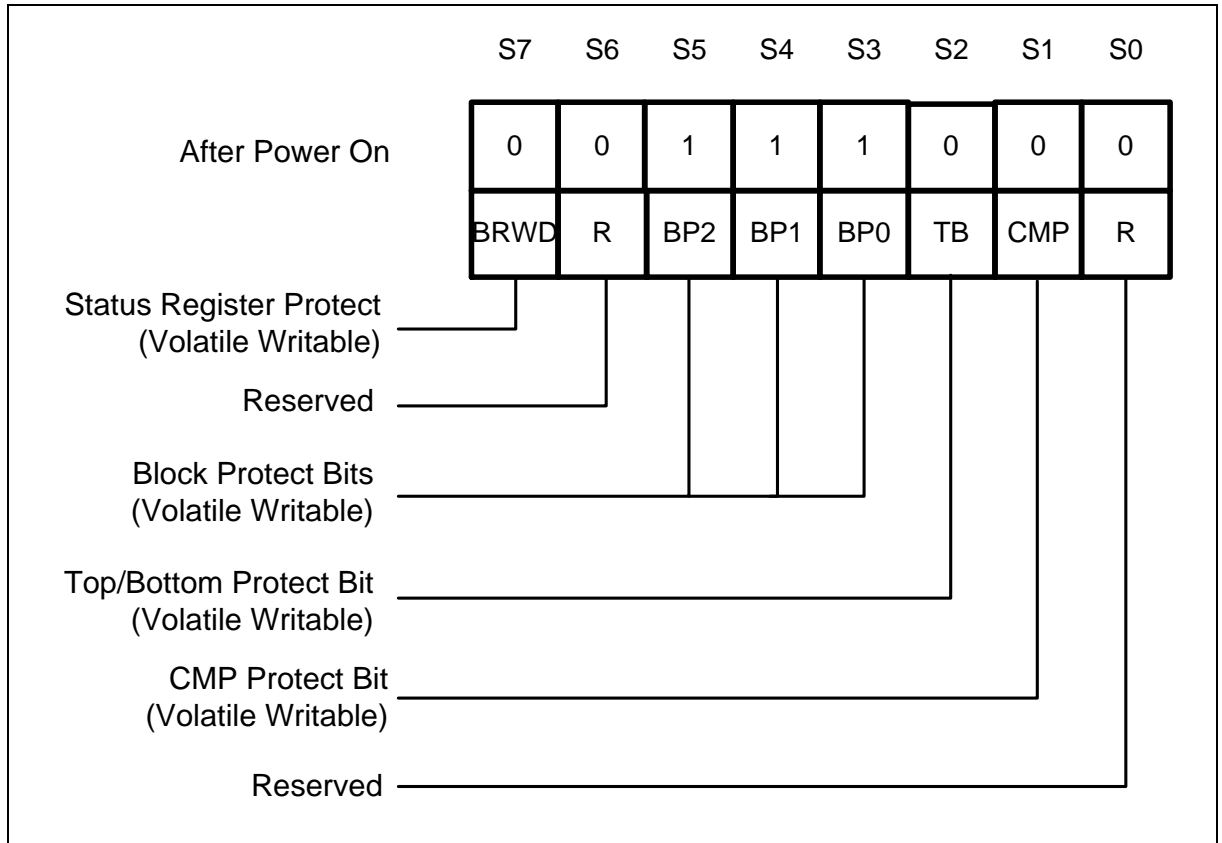 S7 S6 S5 S4 S3 S2 S1 S0
After Power On 0 0 1 1 1 0 0 0
BRWD R BP2 BP1 BP0 TB CMP R
Status Register Protect
(Volatile Writable)
Reserved
Block Protect Bits
(Volatile Writable)
Top/Bottom Protect Bit
(Volatile Writable)
CMP Protect Bit
(Volatile Writable)
Reserved